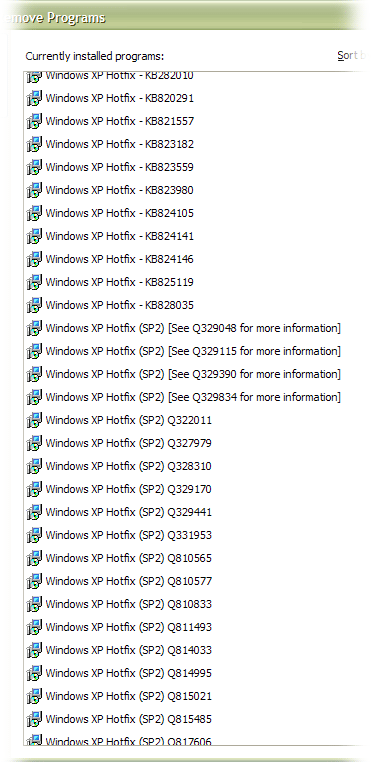 emove Programs
Currently installed programs:
Sort
Windows XP Hotfix - KB282010
Windows XP Hotfix - KB820291
Windows XP Hotfix - KB821557
Windows XP Hotfix - KB823182
Windows XP Hotfix - KB823559
Windows XP Hotfix - KB823980
Windows XP Hotfix - KB824105
Windows XP Hotfix - KB824141
Windows XP Hotfix - KB824146
Windows XP Hotfix - KB825119
Windows XP Hotfix - KB828035
Windows XP Hotfix (SP2) [See Q329048 for more information]
Windows XP Hotfix (SP2) [See Q329115 for more information]
Windows XP Hotfix (SP2) [See Q329390 for more information]
Windows XP Hotfix (SP2) [See Q329834 for more information]
Windows XP Hotfix (SP2) Q322011
Windows XP Hotfix (SP2) Q327979
Windows XP Hotfix (SP2) Q328310
Windows XP Hotfix (SP2) Q329170
Windows XP Hotfix (SP2) Q329441
Windows XP Hotfix (SP2) Q331953
Windows XP Hotfix (SP2) Q810565
Windows XP Hotfix (SP2) Q810577
Windows XP Hotfix (SP2) Q810833
Windows XP Hotfix (SP2) Q811493
Windows XP Hotfix (SP2) Q814033
Windows XP Hotfix (SP2) Q814995
Windows XP Hotfix (SP2) Q815021
Windows XP Hotfix (SP2) Q815485
Windows XP Hotfix (SP2) Q817606